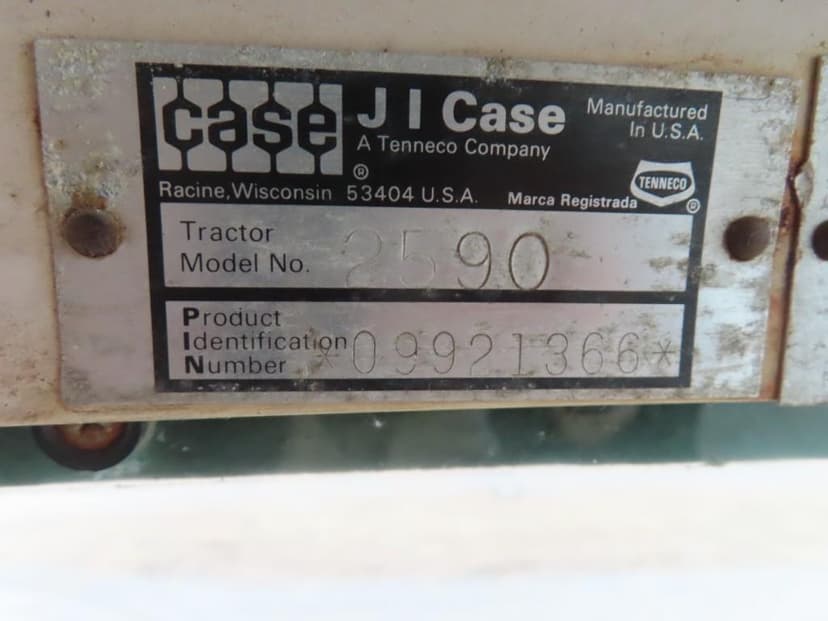 case J I Case Manufactured In U.S.A.
A Tenneco Company
®
TENNECO
Racine, Wisconsin 53404 U.S.A. Marca Registrada ®
Tractor
Model No. 2590
Product
Identification
Number *09921366*